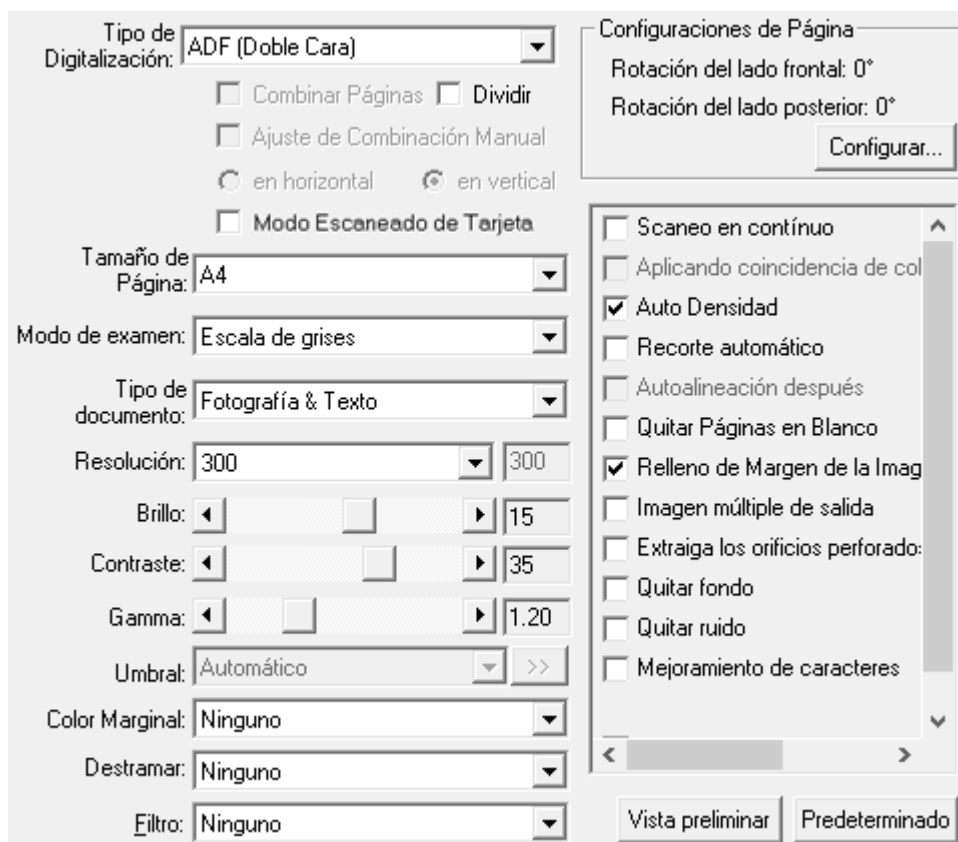 Tipo de
Digitalización:
ADF (Doble Cara)
Combinar Páginas
Dividir
Ajuste de Combinación Manual
en horizontal
en vertical
Modo Escaneado de Tarjeta
Tamaño de
Página:
A4
Modo de examen:
Escala de grises
Tipo de
documento:
Fotografía & Texto
Resolución:
300
300
Brillo:
15
Contraste:
35
Gamma:
1.20
Umbral:
Automático
>>
Color Marginal:
Ninguno
Destramar:
Ninguno
Filtro:
Ninguno
Configuraciones de Página
Rotación del lado frontal: 0°
Rotación del lado posterior: 0°
Configurar...
Scaneo en contínuo
Aplicando coincidencia de col
Auto Densidad
Recorte automático
Autoalineación después
Quitar Páginas en Blanco
Relleno de Margen de la Imag
Imagen múltiple de salida
Extraiga los orificios perforados
Quitar fondo
Quitar ruido
Mejoramiento de caracteres
Vista preliminar
Predeterminado